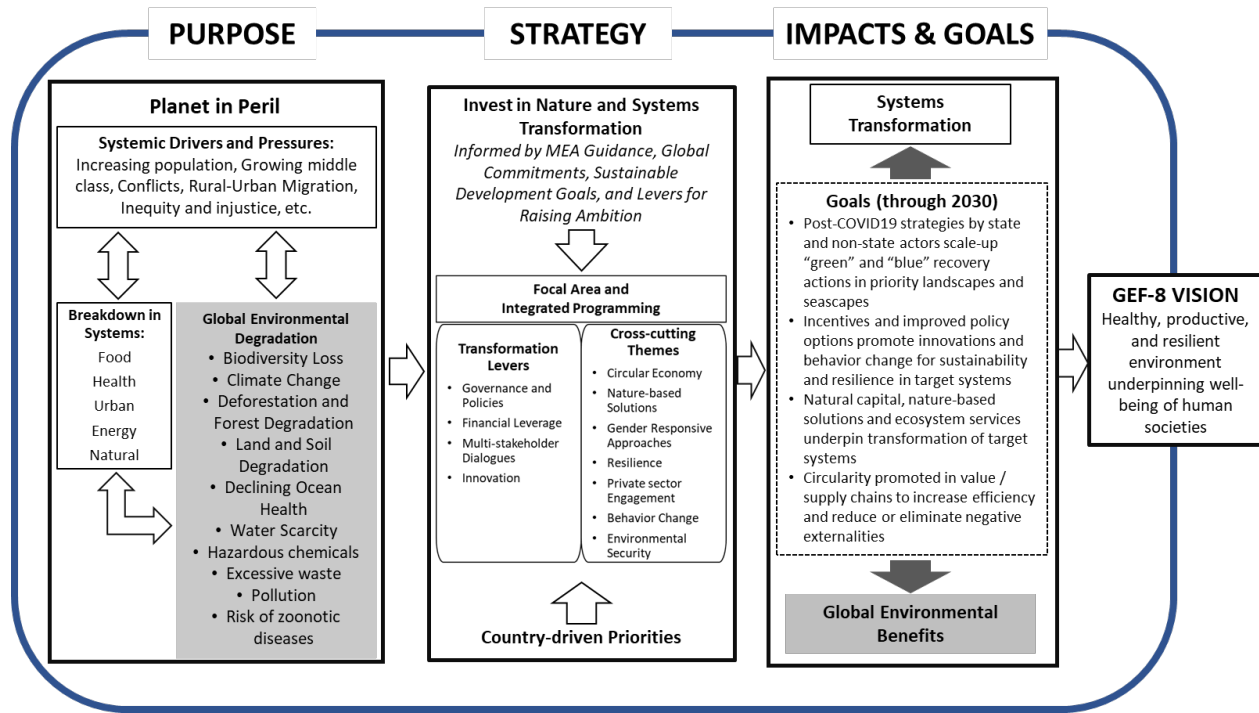 PURPOSE
STRATEGY
IMPACTS & GOALS
Planet in Peril
Systemic Drivers and Pressures:
Increasing population, Growing middle
class, Conflicts, Rural-Urban Migration,
Inequity and injustice, etc.
Breakdown in
Systems:
Food
Health
Urban
Energy
Natural
Global Environmental
Degradation
• Biodiversity Loss
• Climate Change
• Deforestation and
Forest Degradation
• Land and Soil
Degradation
• Declining Ocean
Health
• Water Scarcity
• Hazardous chemicals
• Excessive waste
• Pollution
• Risk of zoonotic
diseases
Invest in Nature and Systems
Transformation
Informed by MEA Guidance, Global
Commitments, Sustainable
Development Goals, and Levers for
Raising Ambition
Focal Area and
Integrated Programming
Transformation
Levers
• Governance and
Policies
• Financial Leverage
• Multi-stakeholder
Dialogues
• Innovation
Cross-cutting
Themes
• Circular Economy
• Nature-based
Solutions
• Gender Responsive
Approaches
• Resilience
• Private sector
Engagement
• Behavior Change
• Environmental
Security
Country-driven Priorities
Systems
Transformation
Goals (through 2030)
• Post-COVID19 strategies by state
and non-state actors scale-up
“green” and “blue” recovery
actions in priority landscapes and
seascapes
• Incentives and improved policy
options promote innovations and
behavior change for sustainability
and resilience in target systems
• Natural capital, nature-based
solutions and ecosystem services
underpin transformation of target
systems
• Circularity promoted in value /
supply chains to increase efficiency
and reduce or eliminate negative
externalities
Global Environmental
Benefits
GEF-8 VISION
Healthy, productive,
and resilient
environment
underpinning well-
being of human
societies